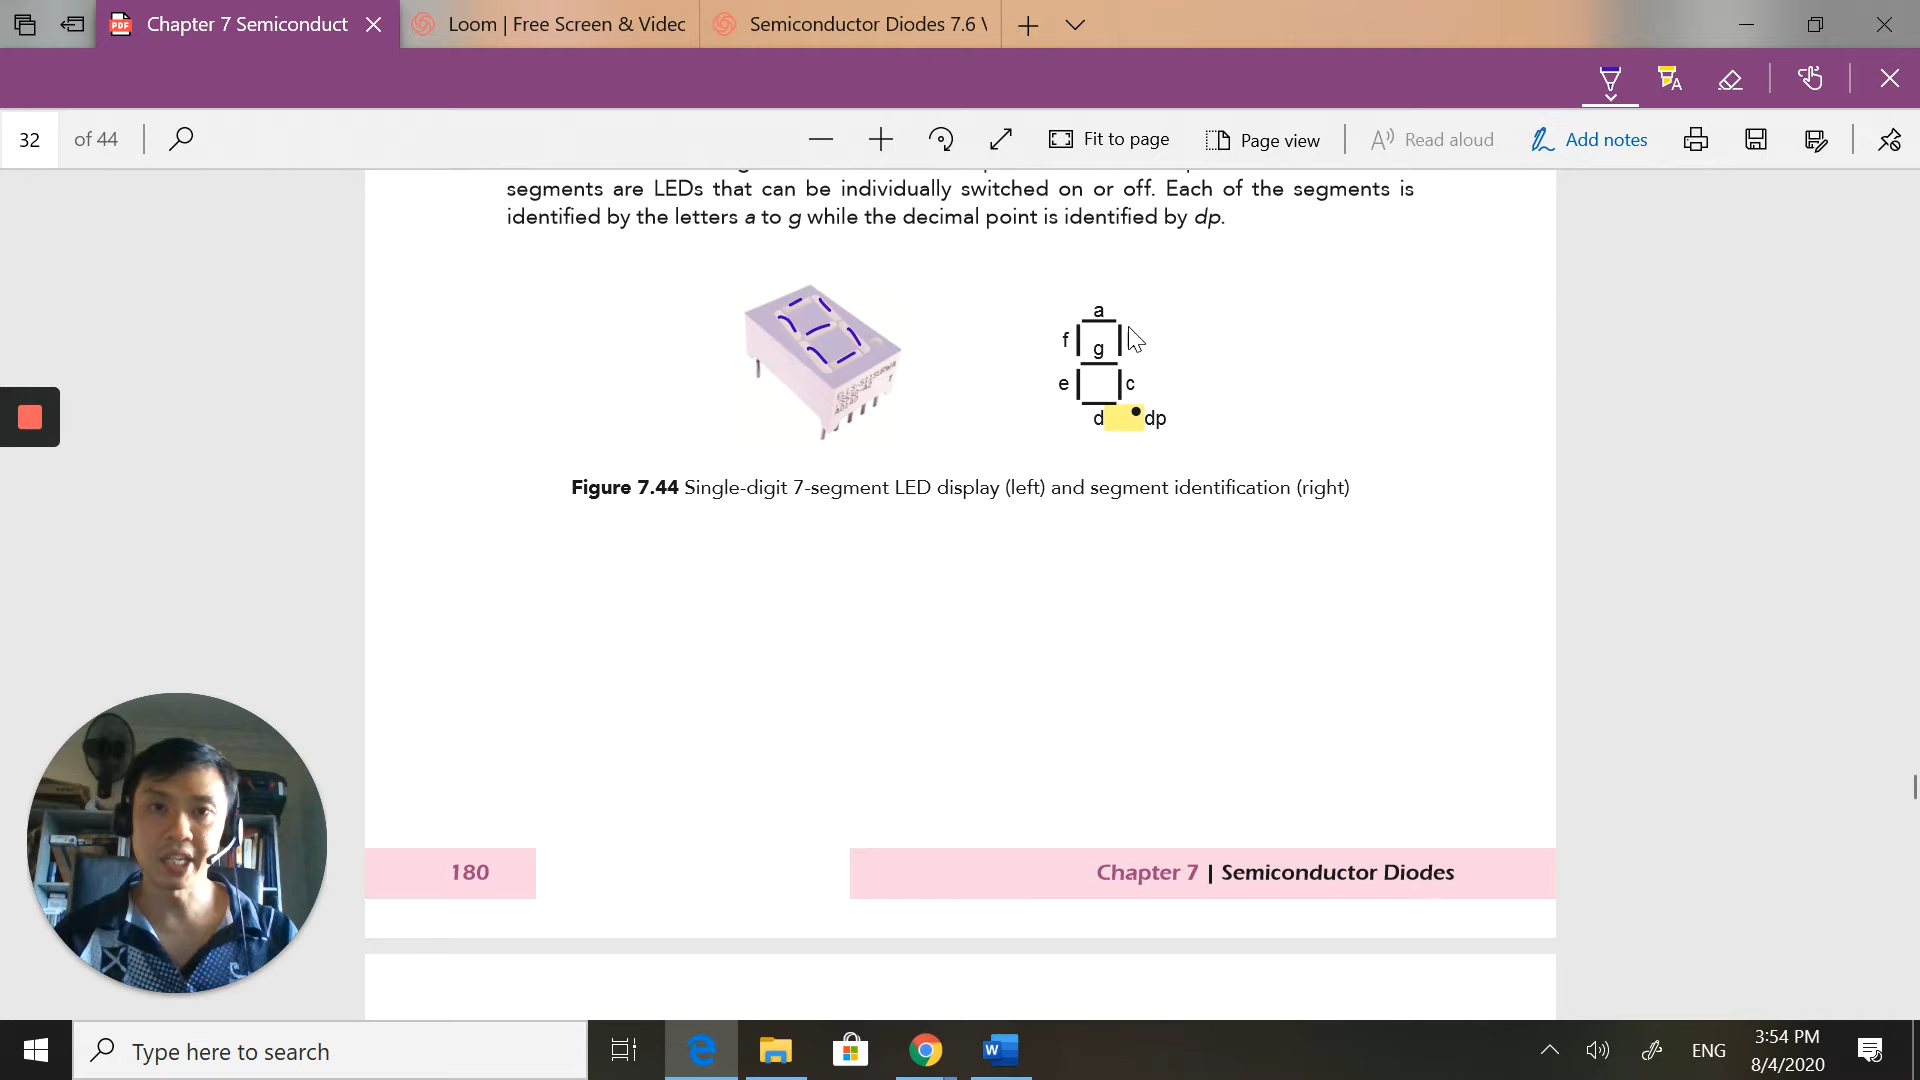 Chapter 7 Semiconduct
Loom | Free Screen & Videc
Semiconductor Diodes 7.6 V
32 of 44
Fit to page
Page view
Read aloud
Add notes
segments are LEDs that can be individually switched on or off. Each of the segments is
identified by the letters a to g while the decimal point is identified by dp.
a
f
g
e
c
d
dp
Figure 7.44 Single-digit 7-segment LED display (left) and segment identification (right)
180
Chapter 7 | Semiconductor Diodes
Type here to search
ENG
3:54 PM
8/4/2020